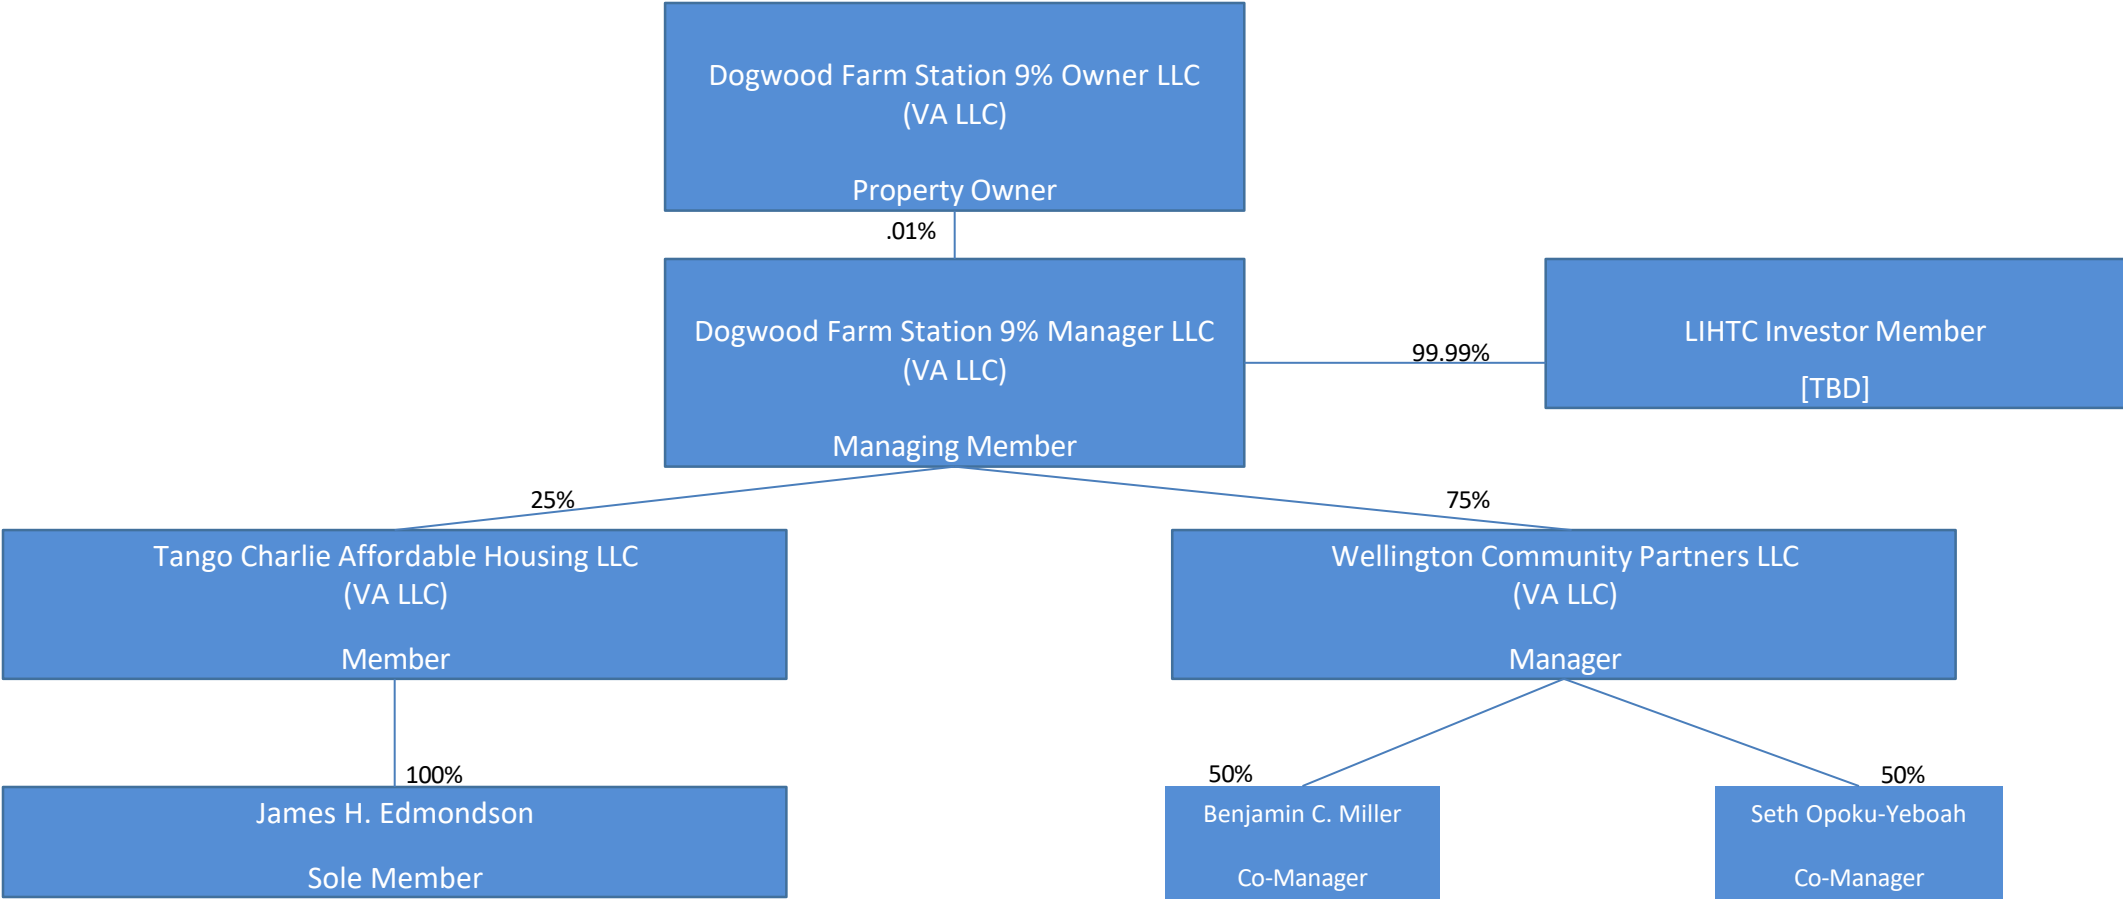 Dogwood Farm Station 9% Owner LLC
(VA LLC)
Property Owner
.01%
Dogwood Farm Station 9% Manager LLC
(VA LLC)
Managing Member
99.99%
LIHTC Investor Member
[TBD]
25%
75%
Tango Charlie Affordable Housing LLC
(VA LLC)
Member
Wellington Community Partners LLC
(VA LLC)
Manager
100%
50%
50%
James H. Edmondson
Sole Member
Benjamin C. Miller
Co-Manager
Seth Opoku-Yeboah
Co-Manager